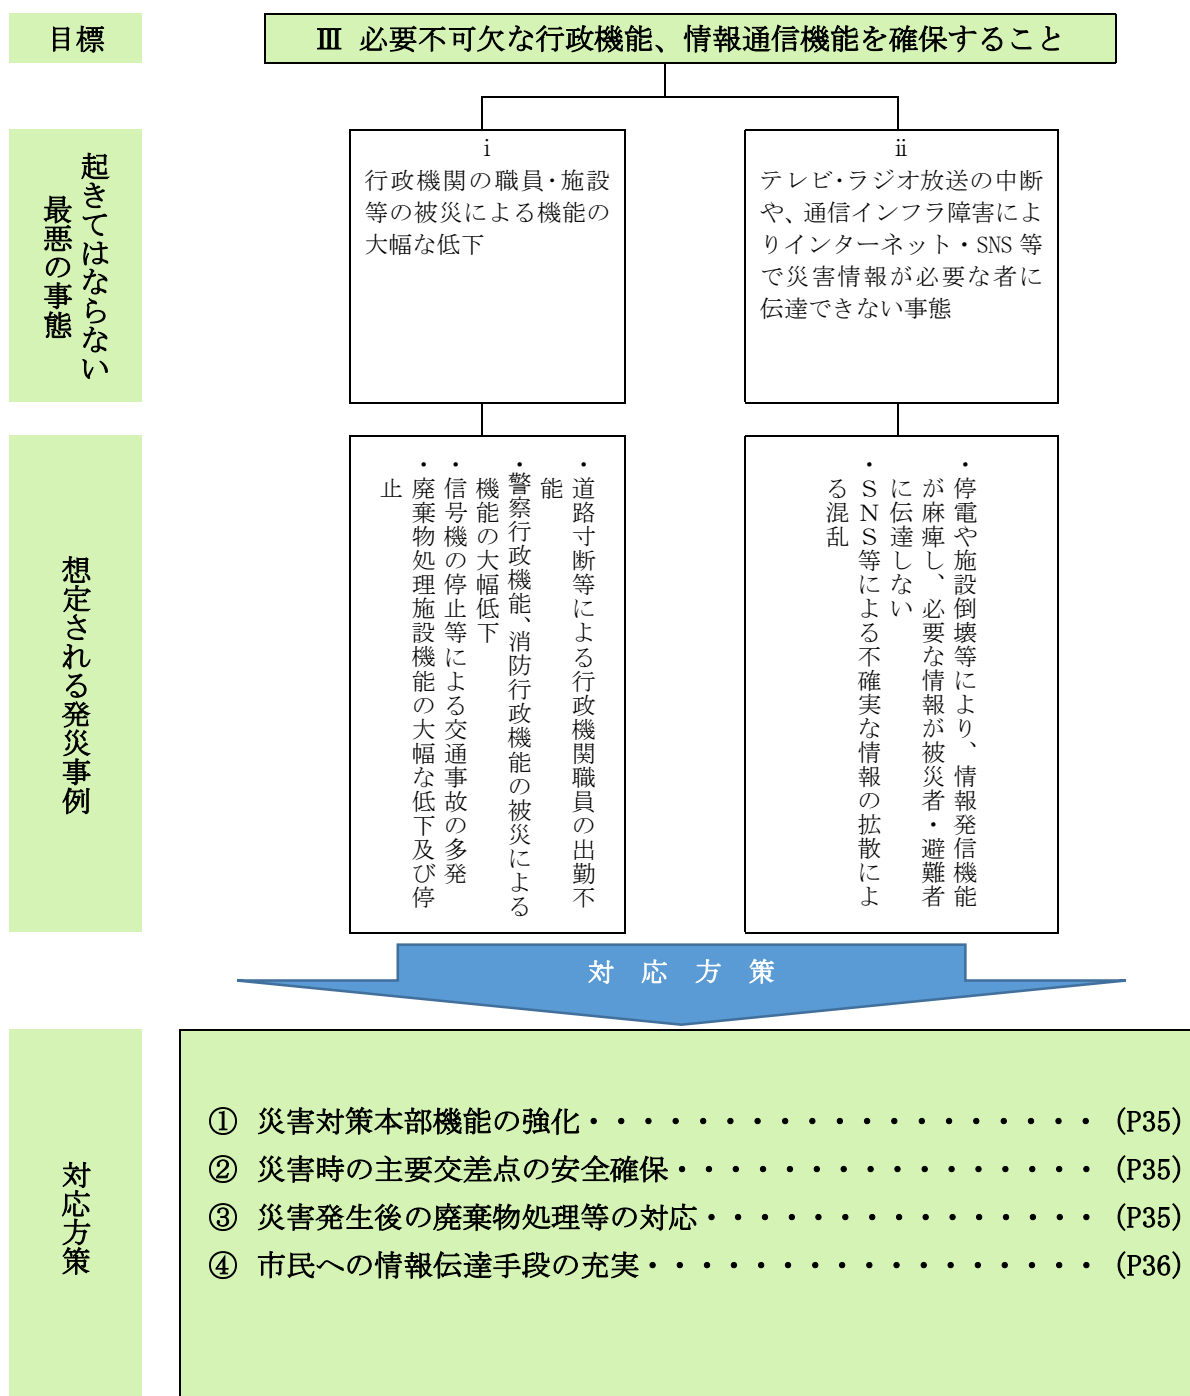 目標
Ⅲ 必要不可欠な行政機能、情報通信機能を確保すること
起きてはならない
最悪の事態
ⅰ
行政機関の職員・施設
等の被災による機能の
大幅な低下
ⅱ
テレビ・ラジオ放送の中断
や、通信インフラ障害によ
りインターネット・SNS 等
で災害情報が必要な者に
伝達できない事態
想定される発災事例
・道路寸断等による行政機関職員の出勤不
能
・警察行政機能、消防行政機能の被災による
機能の大幅低下
・信号機の停止等による交通事故の多発
・廃棄物処理施設機能の大幅な低下及び停
止
・停電や施設倒壊等により、情報発信機能
が麻痺し、必要な情報が被災者・避難者
に伝達しない
・ＳＮＳ等による不確実な情報の拡散によ
る混乱
対応方策
対応方策
① 災害対策本部機能の強化・・・・・・・・・・・・・・・・・・・ (P35)
② 災害時の主要交差点の安全確保・・・・・・・・・・・・・・・・ (P35)
③ 災害発生後の廃棄物処理等の対応・・・・・・・・・・・・・・・ (P35)
④ 市民への情報伝達手段の充実・・・・・・・・・・・・・・・・・ (P36)